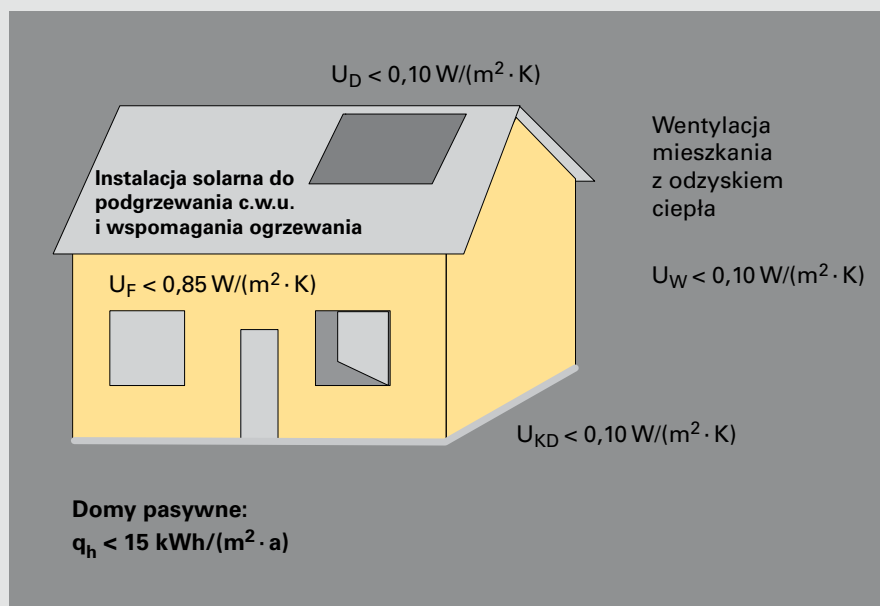 U_D < 0,10 W/(m² · K)
Wentylacja
mieszkania
z odzyskiem
ciepła
Instalacja solarna do
podgrzewania c.w.u.
i wspomagania ogrzewania
U_F < 0,85 W/(m² · K)
U_W < 0,10 W/(m² · K)
U_KD < 0,10 W/(m² · K)
Domy pasywne:
q_h < 15 kWh/(m² · a)